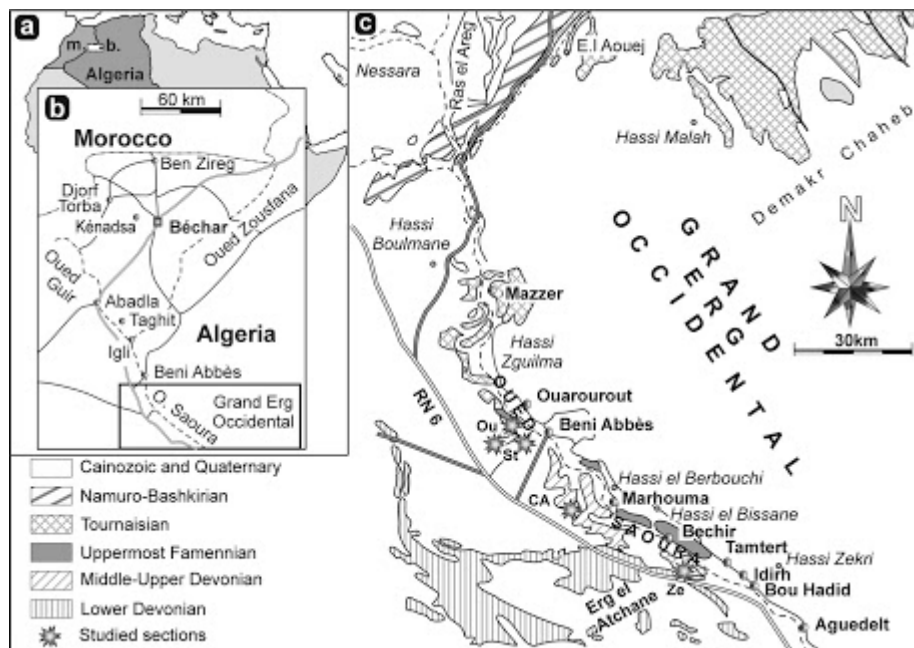 a
m. b.
Algeria
b
60 km
Morocco
Ben Zireg
Djorf
Torba
Kénadsa
Béchar
Oued Zousfana
Oued
Guir
Abadla
Taghit
Igli
Algeria
Beni Abbès
O. Saoura
Grand Erg
Occidental
Cainozoic and Quaternary
Namuro-Bashkirian
Tournaisian
Uppermost Famennian
Middle-Upper Devonian
Lower Devonian
Studied sections
c
Nessara
Ras el Areg
E.l Aouej
Hassi Malah
Demakr Chaheb
Hassi
Boulmane
GRAND ERG
OCCIDENTAL
N
30km
Mazzer
Hassi
Zguilma
RN 6
OUED
Ouarourout
Ou
St
Beni Abbès
Hassi el Berbouchi
CA
Marhouma
Hassi el Bissane
SAOURA
Bechir
Tamtert
Hassi Zekri
Idirh
Ze
Bou Hadid
Erg el
Atchane
Aguedelt